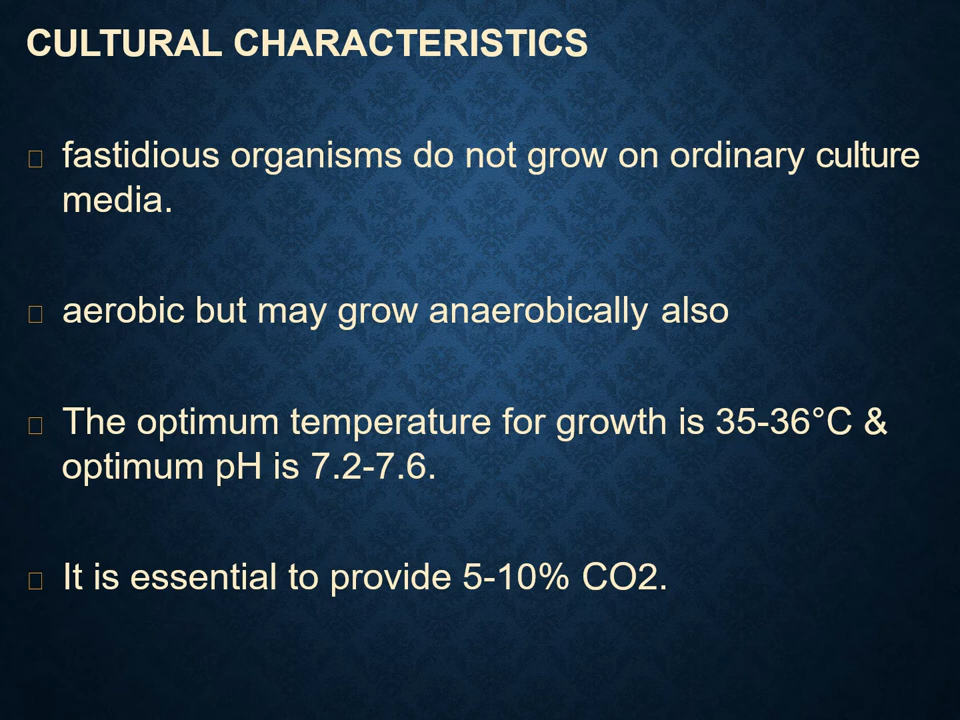 CULTURAL CHARACTERISTICS
fastidious organisms do not grow on ordinary culture
media.
aerobic but may grow anaerobically also
The optimum temperature for growth is 35-36°C &
optimum pH is 7.2-7.6.
It is essential to provide 5-10% CO2.